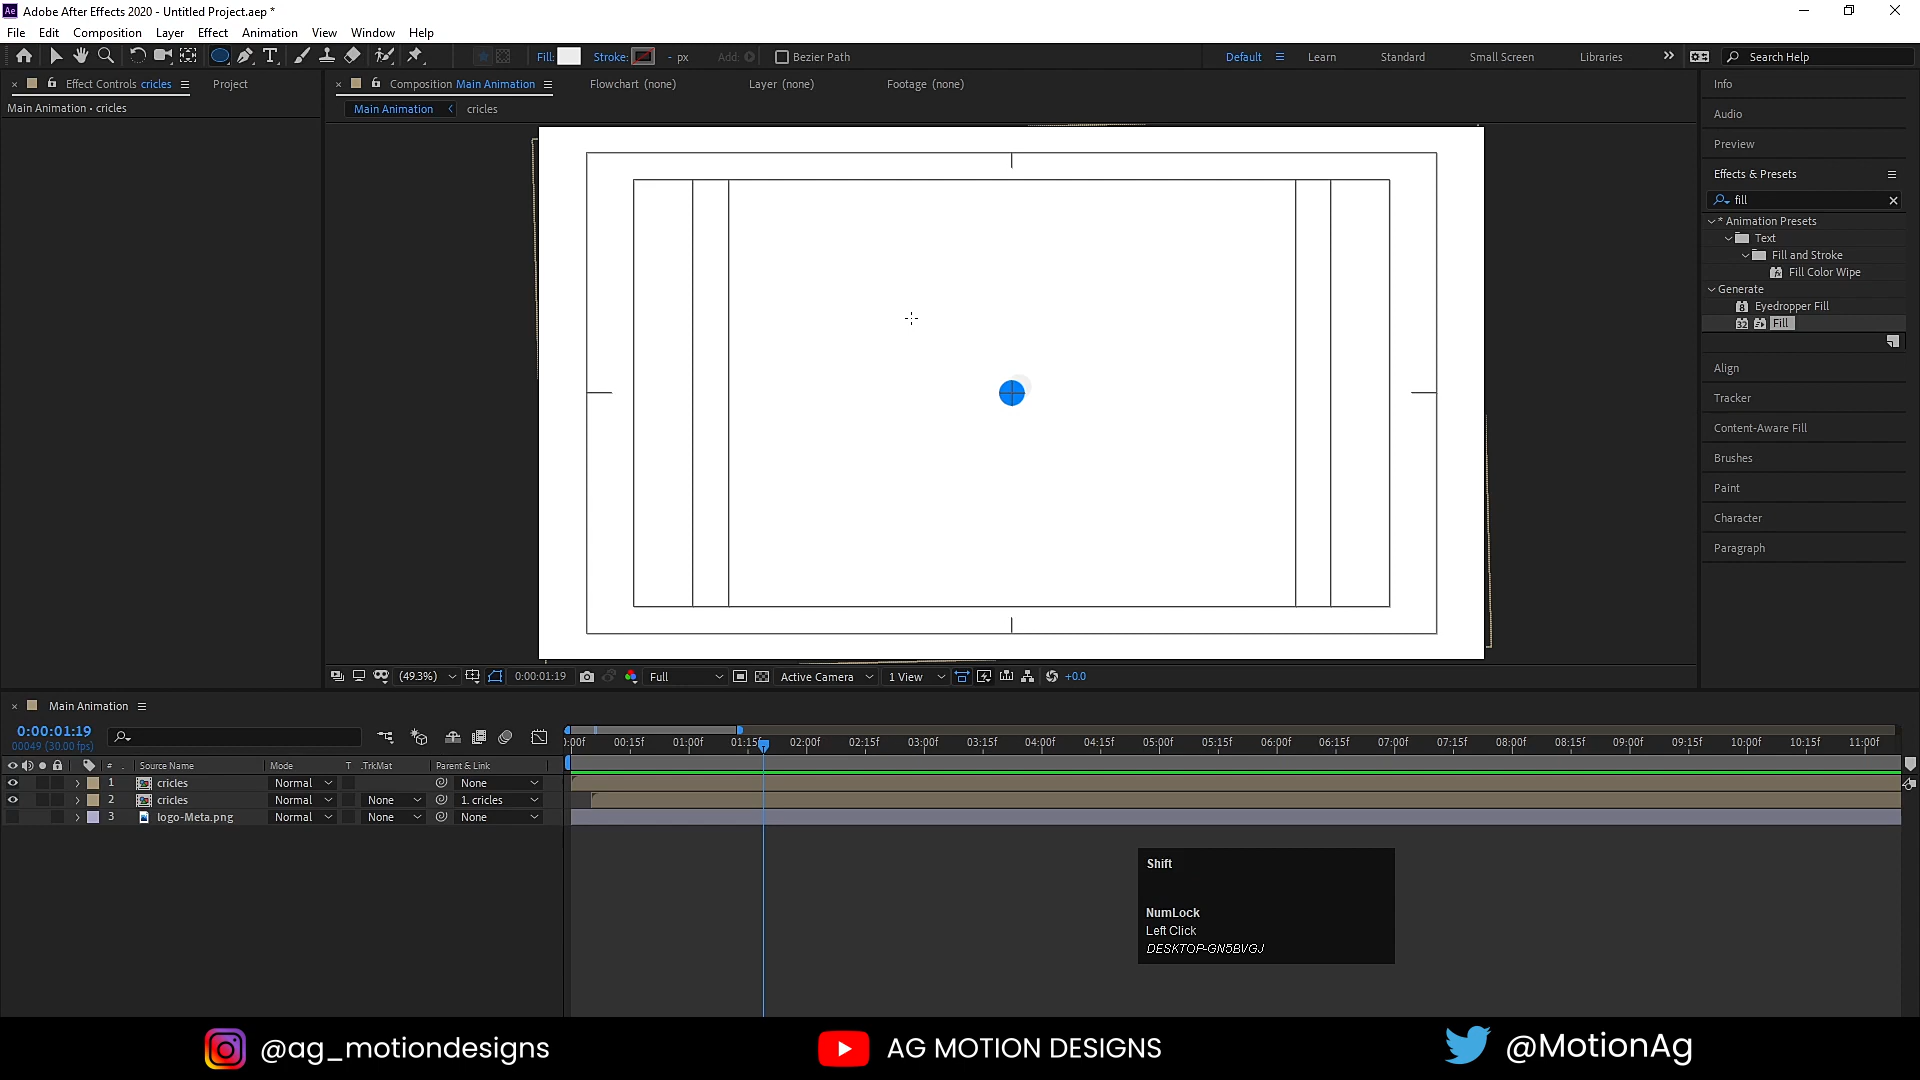 Ae Adobe After Effects 2020 - Untitled Project.aep *
File Edit Composition Layer Effect Animation View Window Help
Fill: Stroke: - px Add: Bezier Path Default Learn Standard Small Screen Libraries Search Help
Effect Controls cricles Project
Main Animation • cricles
Composition Main Animation Flowchart (none) Layer (none) Footage (none)
Main Animation cricles
Info
Audio
Preview
Effects & Presets
fill
* Animation Presets
Text
Fill and Stroke
Fill Color Wipe
Generate
Eyedropper Fill
32 Fill
Align
Tracker
Content-Aware Fill
Brushes
Paint
Character
Paragraph
(49.3%) 0:00:01:19 Full Active Camera 1 View +0.0
Main Animation
0:00:01:19
00049 (30.00 fps)
:00f 00:15f 01:00f 01:15f 02:00f 02:15f 03:00f 03:15f 04:00f 04:15f 05:00f 05:15f 06:00f 06:15f 07:00f 07:15f 08:00f 08:15f 09:00f 09:15f 10:00f 10:15f 11:00f
# . Source Name Mode T .TrkMat Parent & Link
1 cricles Normal None
2 cricles Normal None 1. cricles
3 logo-Meta.png Normal None None
Shift
NumLock
Left Click
DESKTOP-GN5BVGJ
@ag_motiondesigns AG MOTION DESIGNS @MotionAg